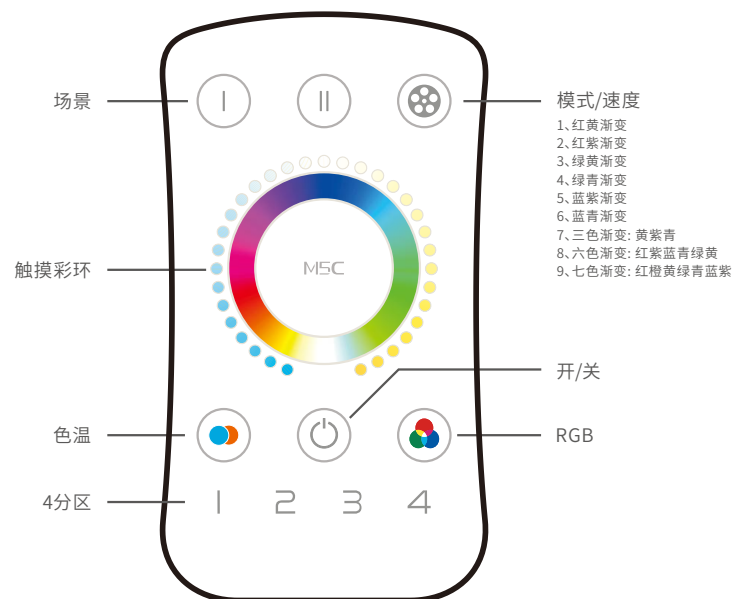 场景
I
II
模式/速度
1、红黄渐变
2、红紫渐变
3、绿黄渐变
4、绿青渐变
5、蓝紫渐变
6、蓝青渐变
7、三色渐变: 黄紫青
8、六色渐变: 红紫蓝青绿黄
9、七色渐变: 红橙黄绿青蓝紫
触摸彩环
MSC
开/关
色温
RGB
4分区
1 2 3 4